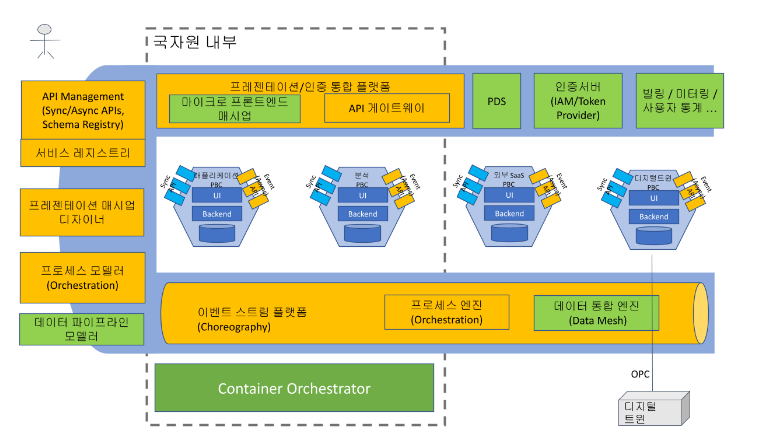 국자원 내부
API Management
(Sync/Async APIs,
Schema Registry)
서비스 레지스트리
프레젠테이션 매시업
디자이너
프로세스 모델러
(Orchestration)
데이터 파이프라인
모델러
프레젠테이션/인증 통합 플랫폼
마이크로 프론트엔드
매시업
API 게이트웨이
PDS
인증서버
(IAM/Token
Provider)
빌링 / 미터링 /
사용자 통계 ...
Sync
API
애플리케이션
PBC
UI
Backend
Event
(Async
API)
Sync
API
분석
PBC
UI
Backend
Event
(Async
API)
Sync
API
외부 SaaS
PBC
UI
Backend
Event
(Async
API)
Sync
API
디지털트윈
PBC
UI
Backend
Event
(Async
API)
이벤트 스트림 플랫폼
(Choreography)
프로세스 엔진
(Orchestration)
데이터 통합 엔진
(Data Mesh)
Container Orchestrator
OPC
디지털
트윈